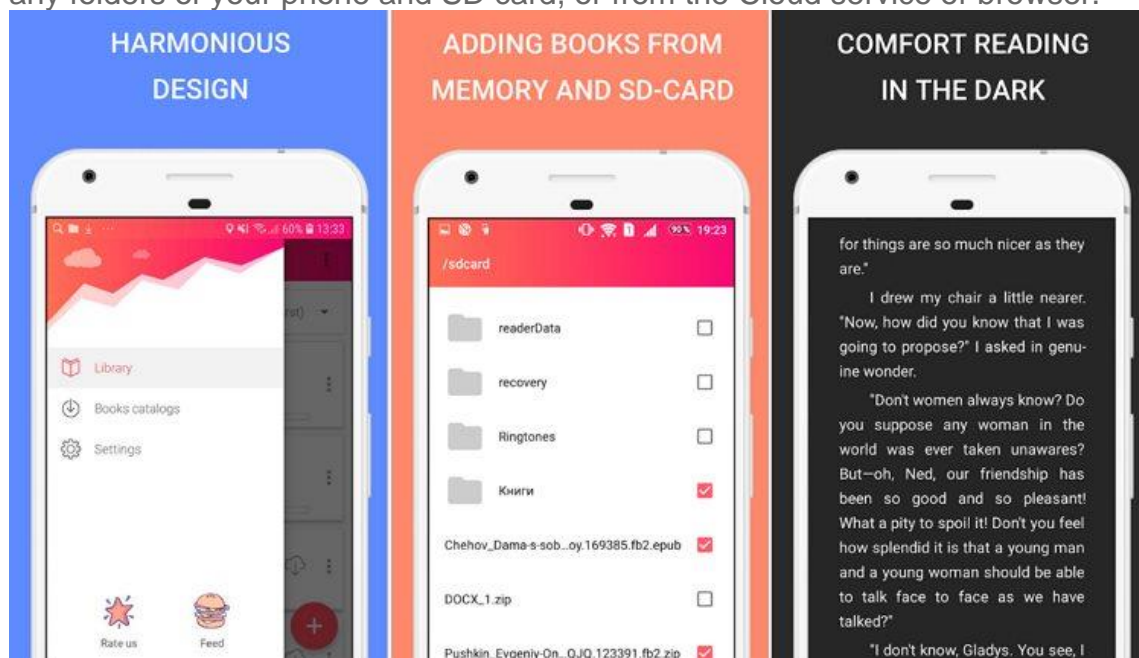 any folders of your phone and SD card, or from the Cloud service or browser.
HARMONIOUS
DESIGN
60% 13:33
rst)
Library
Books catalogs
Settings
Rate us
Feed
ADDING BOOKS FROM
MEMORY AND SD-CARD
1 90% 19:23
/sdcard
readerData
recovery
Ringtones
Книги
Chehov_Dama-s-sob...oy.169385.fb2.epub
DOCX_1.zip
Pushkin_Evgeniy-On...OJO.123391.fb2.zip
COMFORT READING
IN THE DARK
for things are so much nicer as they
are."
I drew my chair a little nearer.
"Now, how did you know that I was
going to propose?" I asked in genu-
ine wonder.
"Don't women always know? Do
you suppose any woman in the
world was ever taken unawares?
But—oh, Ned, our friendship has
been so good and so pleasant!
What a pity to spoil it! Don't you feel
how splendid it is that a young man
and a young woman should be able
to talk face to face as we have
talked?"
"I don't know, Gladys. You see, I